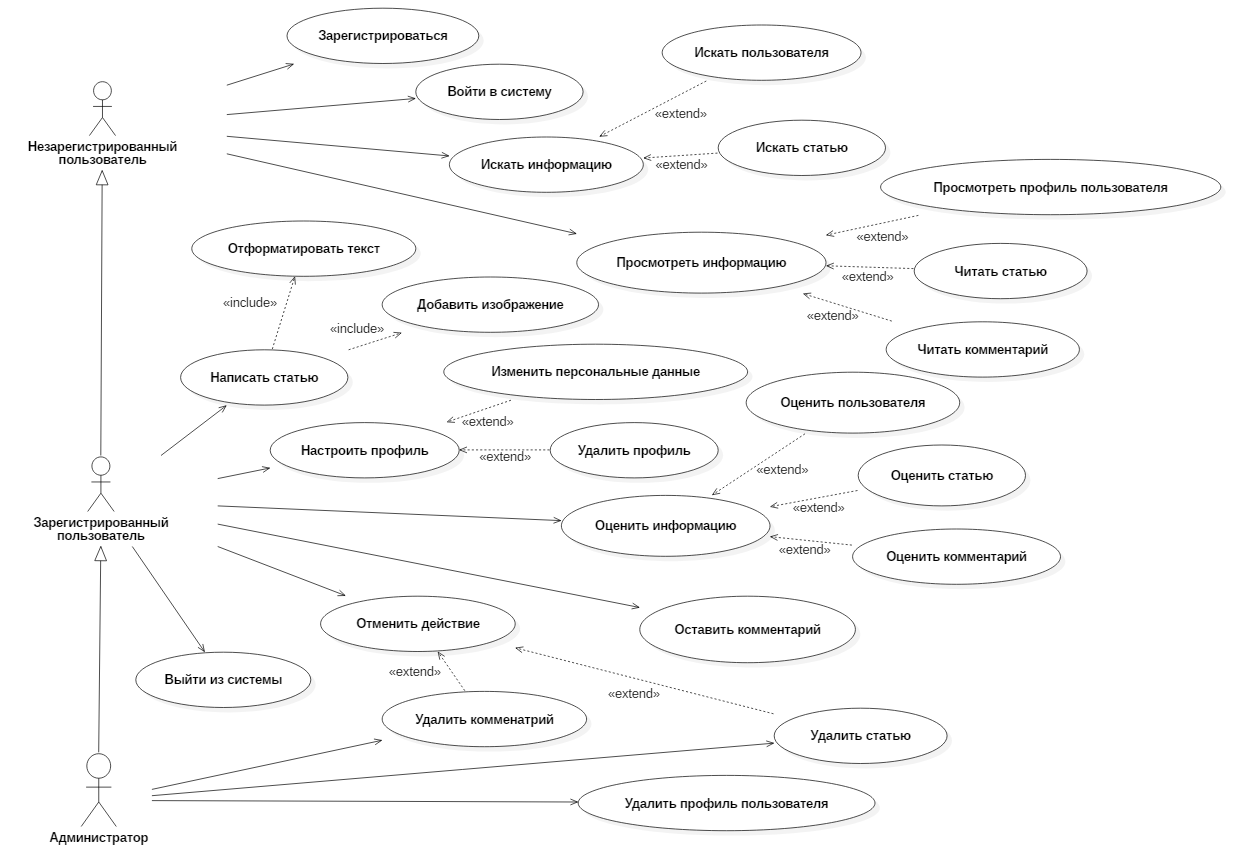 Зарегистрироваться
Искать пользователя
Войти в систему
«extend»
Незарегистрированный
пользователь
Искать информацию
Искать статью
«extend»
Просмотреть профиль пользователя
«extend»
Отформатировать текст
Просмотреть информацию
Читать статью
«extend»
«include»
Добавить изображение
«extend»
«include»
Читать комментарий
Написать статью
Изменить персональные данные
Оценить пользователя
«extend»
Настроить профиль
Удалить профиль
«extend»
«extend»
Оценить статью
«extend»
Зарегистрированный
пользователь
Оценить информацию
«extend»
Оценить комментарий
Отменить действие
Оставить комментарий
«extend»
Выйти из системы
«extend»
Удалить комменатрий
Удалить статью
Удалить профиль пользователя
Администратор